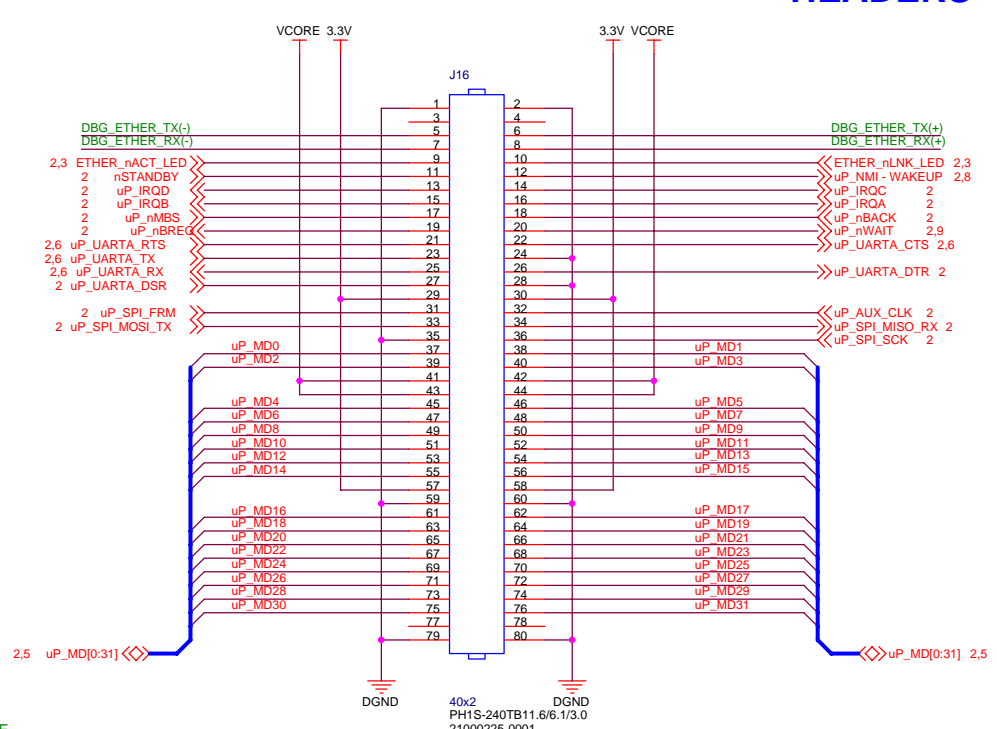 VCORE 3.3V 3.3V VCORE
J16
1 2
3 4
DBG_ETHER_TX(-) 5 6 DBG_ETHER_TX(+)
DBG_ETHER_RX(-) 7 8 DBG_ETHER_RX(+)
2,3 ETHER_nACT_LED 9 10 ETHER_nLNK_LED 2,3
2 nSTANDBY 11 12 uP_NMI - WAKEUP 2,8
2 uP_IRQD 13 14 uP_IRQC 2
2 uP_IRQB 15 16 uP_IRQA 2
2 uP_nMBS 17 18 uP_nBACK 2
2 uP_nBREQ 19 20 uP_nWAIT 2,9
2,6 uP_UARTA_RTS 21 22 uP_UARTA_CTS 2,6
2,6 uP_UARTA_TX 23 24
2,6 uP_UARTA_RX 25 26 uP_UARTA_DTR 2
2 uP_UARTA_DSR 27 28
29 30
2 uP_SPI_FRM 31 32 uP_AUX_CLK 2
2 uP_SPI_MOSI_TX 33 34 uP_SPI_MISO_RX 2
35 36 uP_SPI_SCK 2
uP_MD0 37 38 uP_MD1
uP_MD2 39 40 uP_MD3
41 42
43 44
uP_MD4 45 46 uP_MD5
uP_MD6 47 48 uP_MD7
uP_MD8 49 50 uP_MD9
uP_MD10 51 52 uP_MD11
uP_MD12 53 54 uP_MD13
uP_MD14 55 56 uP_MD15
57 58
59 60
uP_MD16 61 62 uP_MD17
uP_MD18 63 64 uP_MD19
uP_MD20 65 66 uP_MD21
uP_MD22 67 68 uP_MD23
uP_MD24 69 70 uP_MD25
uP_MD26 71 72 uP_MD27
uP_MD28 73 74 uP_MD29
uP_MD30 75 76 uP_MD31
77 78
79 80
2,5 uP_MD[0:31] uP_MD[0:31] 2,5
DGND DGND
40x2
PH1S-240TB11.6/6.1/3.0